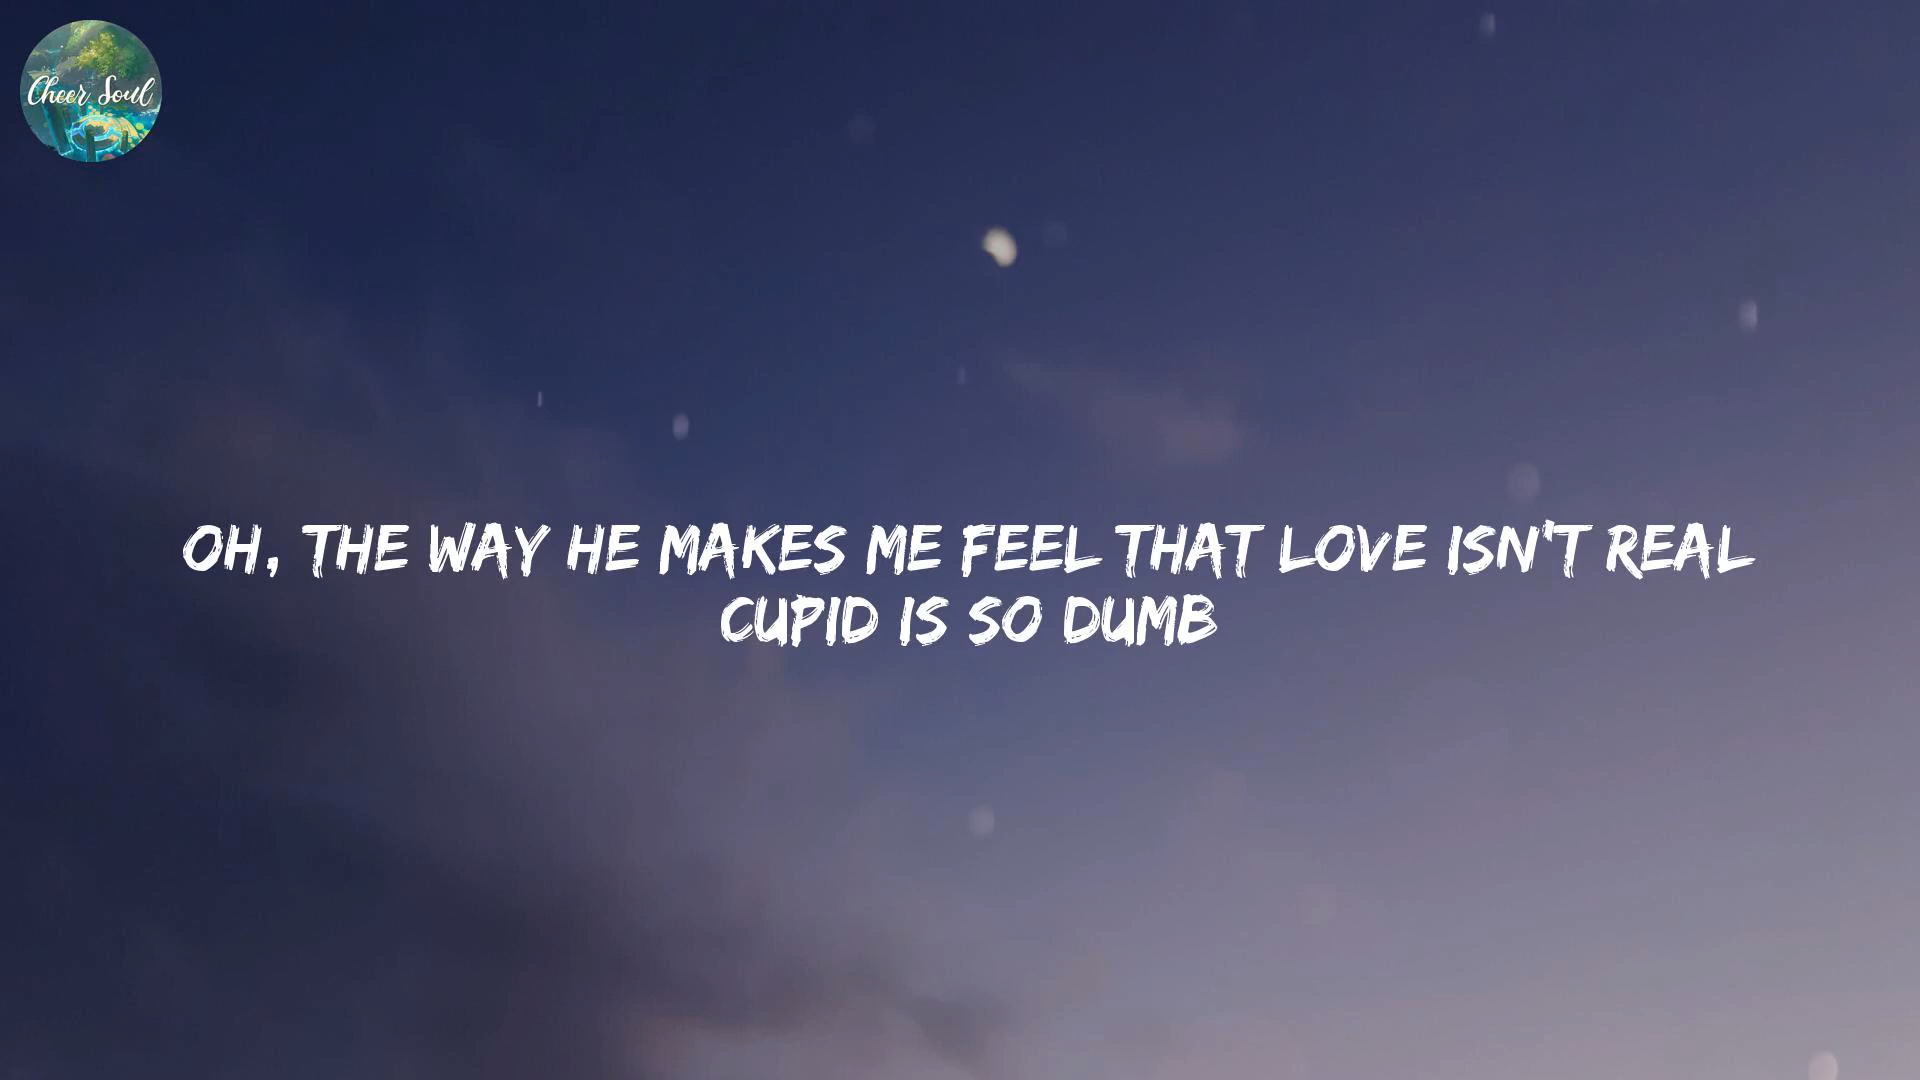 Cheer Soul
OH, THE WAY HE MAKES ME FEEL THAT LOVE ISN'T REAL
CUPID IS SO DUMB